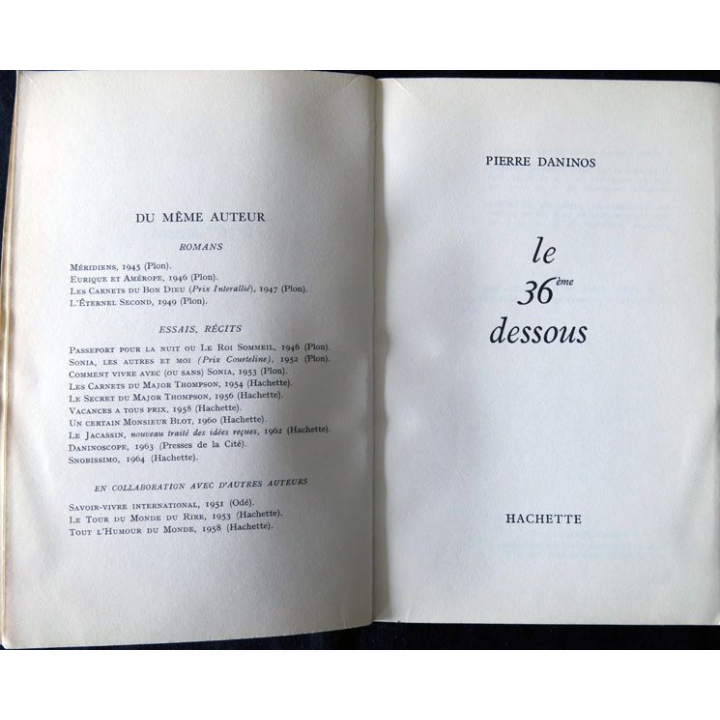 DU MÊME AUTEUR
ROMANS
MÉRIDIENS, 1945 (Plon).
EURIQUE ET AMÉROPE, 1946 (Plon).
LES CARNETS DU BON DIEU (Prix Interallié), 1947 (Plon).
L'ÉTERNEL SECOND, 1949 (Plon).
ESSAIS, RÉCITS
PASSEPORT POUR LA NUIT OU LE ROI SOMMEIL, 1946 (Plon).
SONIA, LES AUTRES ET MOI (Prix Courteline), 1952 (Plon).
COMMENT VIVRE AVEC (OU SANS) SONIA, 1953 (Plon).
LES CARNETS DU MAJOR THOMPSON, 1954 (Hachette).
LE SECRET DU MAJOR THOMPSON, 1956 (Hachette).
VACANCES A TOUS PRIX, 1958 (Hachette).
UN CERTAIN MONSIEUR BLOT, 1960 (Hachette).
LE JACASSIN, nouveau traité des idées reçues, 1962 (Hachette).
DANINOSCOPE, 1963 (Presses de la Cité).
SNOBISSIMO, 1964 (Hachette).
EN COLLABORATION AVEC D'AUTRES AUTEURS
SAVOIR-VIVRE INTERNATIONAL, 1951 (Odé).
LE TOUR DU MONDE DU RIRE, 1953 (Hachette).
TOUT L'HUMOUR DU MONDE, 1958 (Hachette).
PIERRE DANINOS
le
36ème
dessous
HACHETTE